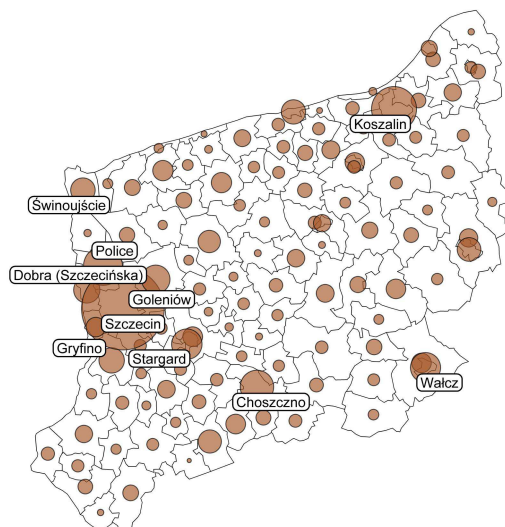 Koszalin
Świnoujście
Police
Dobra (Szczecińska)
Goleniów
Szczecin
Gryfino
Stargard
Wałcz
Choszczno